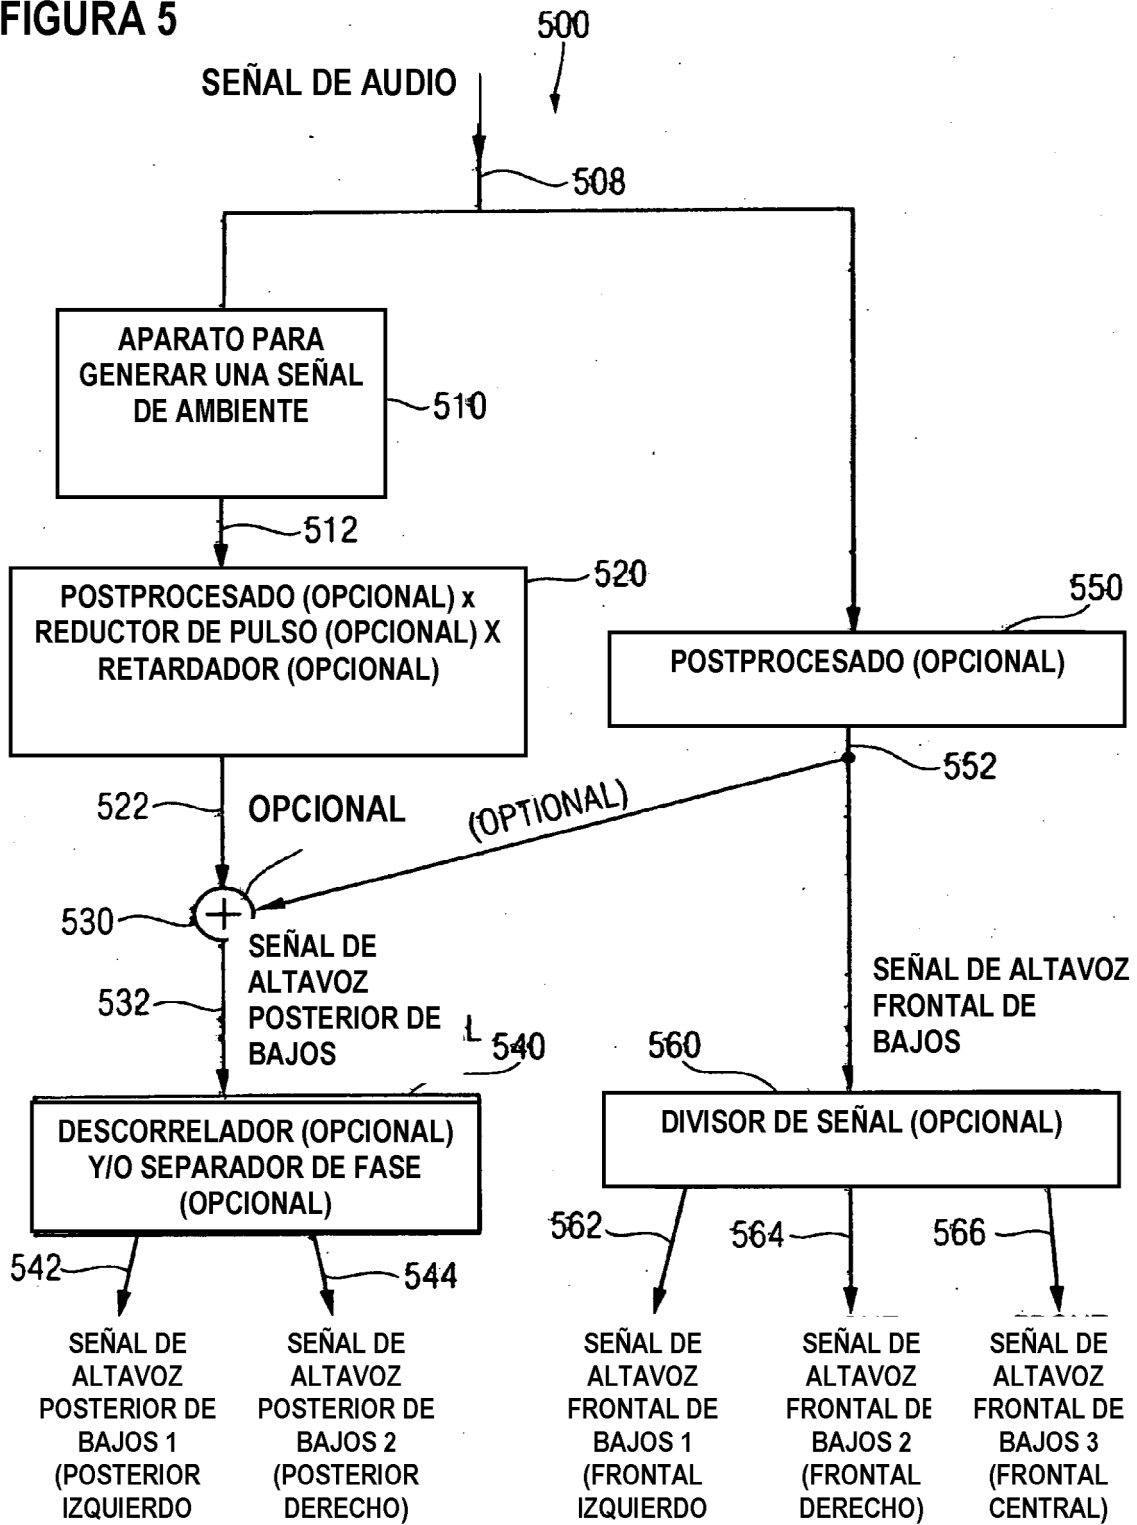 FIGURA 5
500
SEÑAL DE AUDIO
508
APARATO PARA
GENERAR UNA SEÑAL
DE AMBIENTE
510
512
520
POSTPROCESADO (OPCIONAL) x
REDUCTOR DE PULSO (OPCIONAL) X
RETARDADOR (OPCIONAL)
550
POSTPROCESADO (OPCIONAL)
552
522
OPCIONAL
(OPTIONAL)
530
+
SEÑAL DE
ALTAVOZ
POSTERIOR DE
BAJOS
532
L
540
SEÑAL DE ALTAVOZ
FRONTAL DE
BAJOS
560
DESCORRELADOR (OPCIONAL)
Y/O SEPARADOR DE FASE
(OPCIONAL)
DIVISOR DE SEÑAL (OPCIONAL)
542
544
562
564
566
SEÑAL DE
ALTAVOZ
POSTERIOR DE
BAJOS 1
(POSTERIOR
IZQUIERDO
SEÑAL DE
ALTAVOZ
POSTERIOR DE
BAJOS 2
(POSTERIOR
DERECHO)
SEÑAL DE
ALTAVOZ
FRONTAL DE
BAJOS 1
(FRONTAL
IZQUIERDO
SEÑAL DE
ALTAVOZ
FRONTAL DE
BAJOS 2
(FRONTAL
DERECHO)
SEÑAL DE
ALTAVOZ
FRONTAL DE
BAJOS 3
(FRONTAL
CENTRAL)